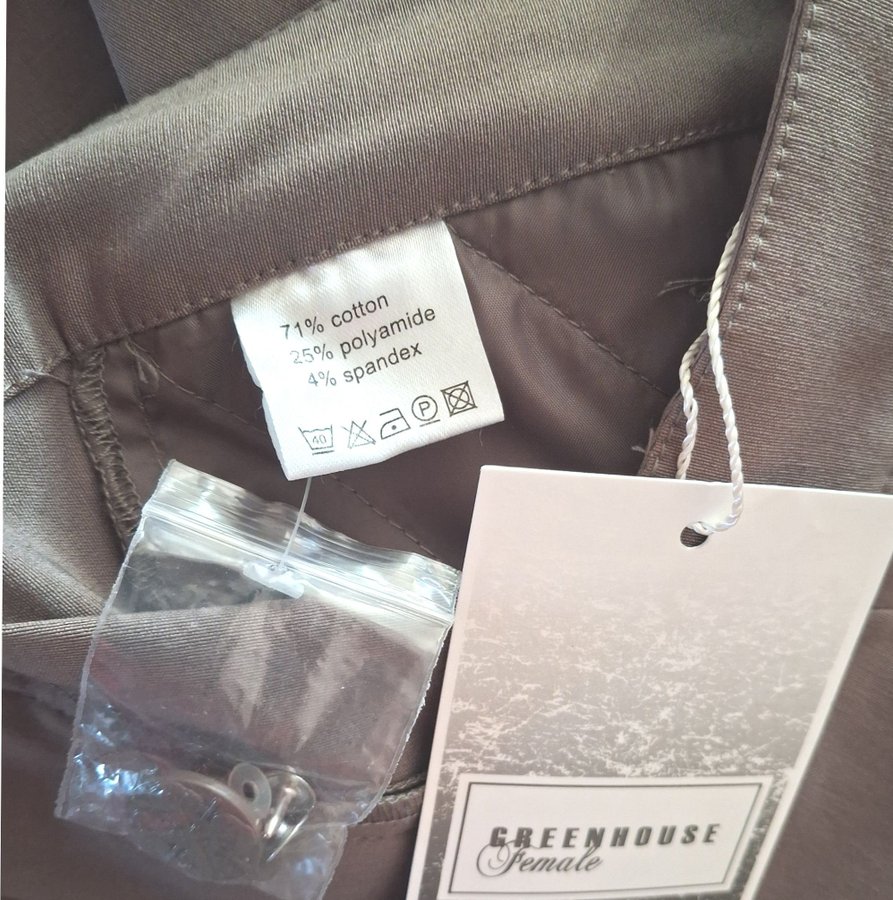 71% cotton
25% polyamide
4% spandex
40 P
GREENHOUSE
Female